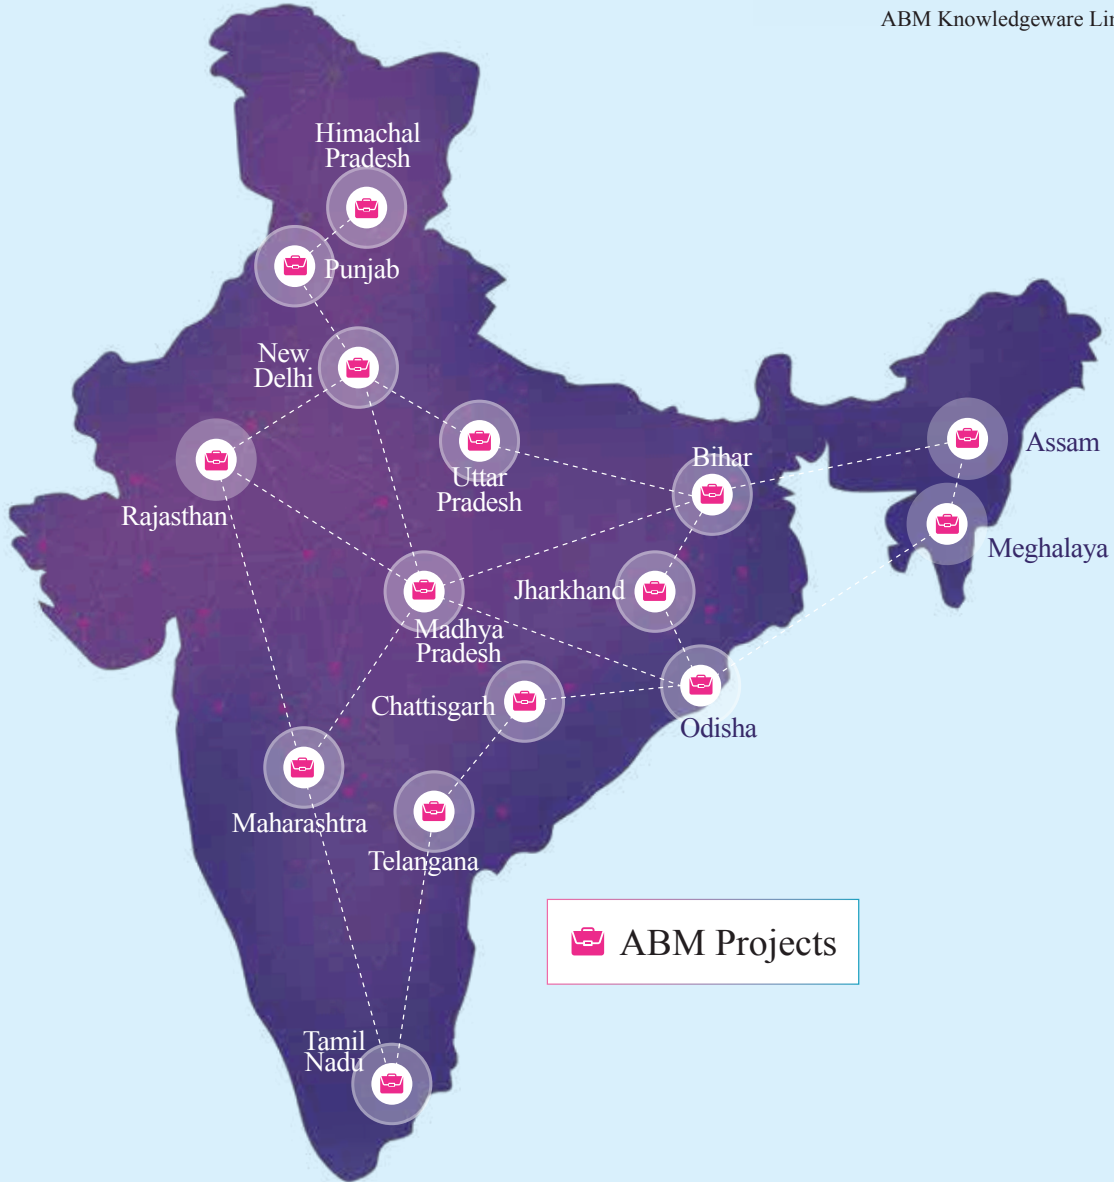 ABM Knowledgeware
Himachal
Pradesh
Punjab
New
Delhi
Uttar
Pradesh
Bihar
Assam
Rajasthan
Meghalaya
Jharkhand
Madhya
Pradesh
Chattisgarh
Odisha
Maharashtra
Telangana
ABM Projects
Tamil
Nadu